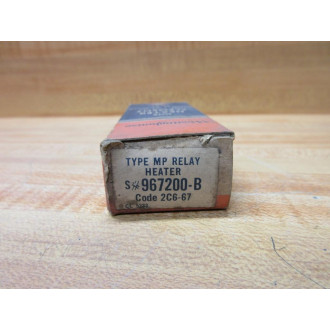 TYPE MP RELAY
HEATER
S# 967200-B
Code 2C6-67